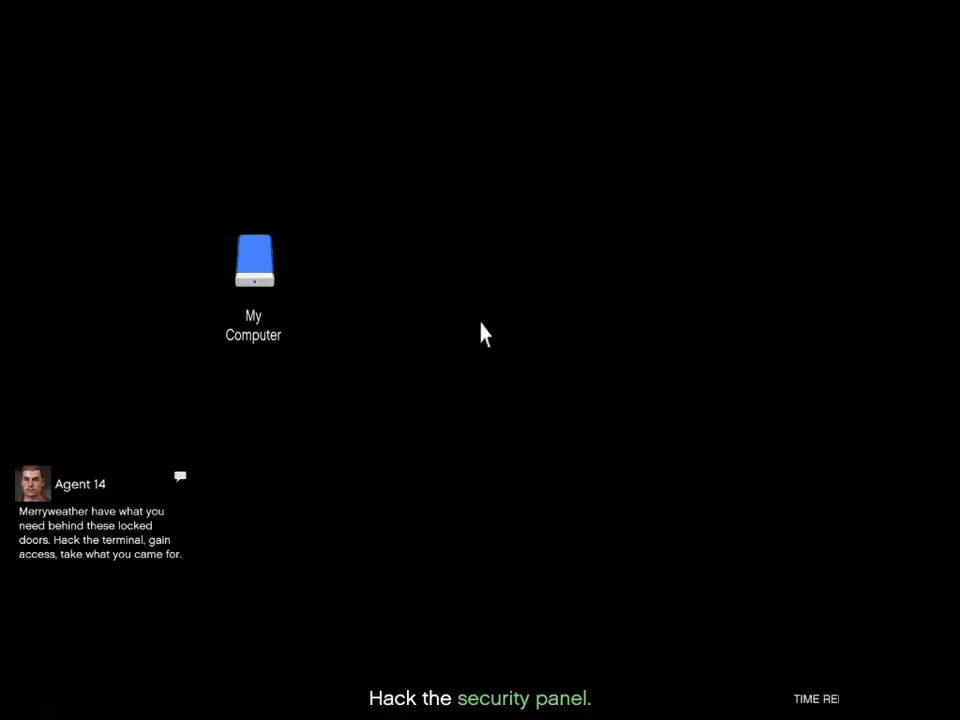 My
Computer
Agent 14
Merryweather have what you
need behind these locked
doors. Hack the terminal, gain
access, take what you came for.
Hack the security panel.
TIME